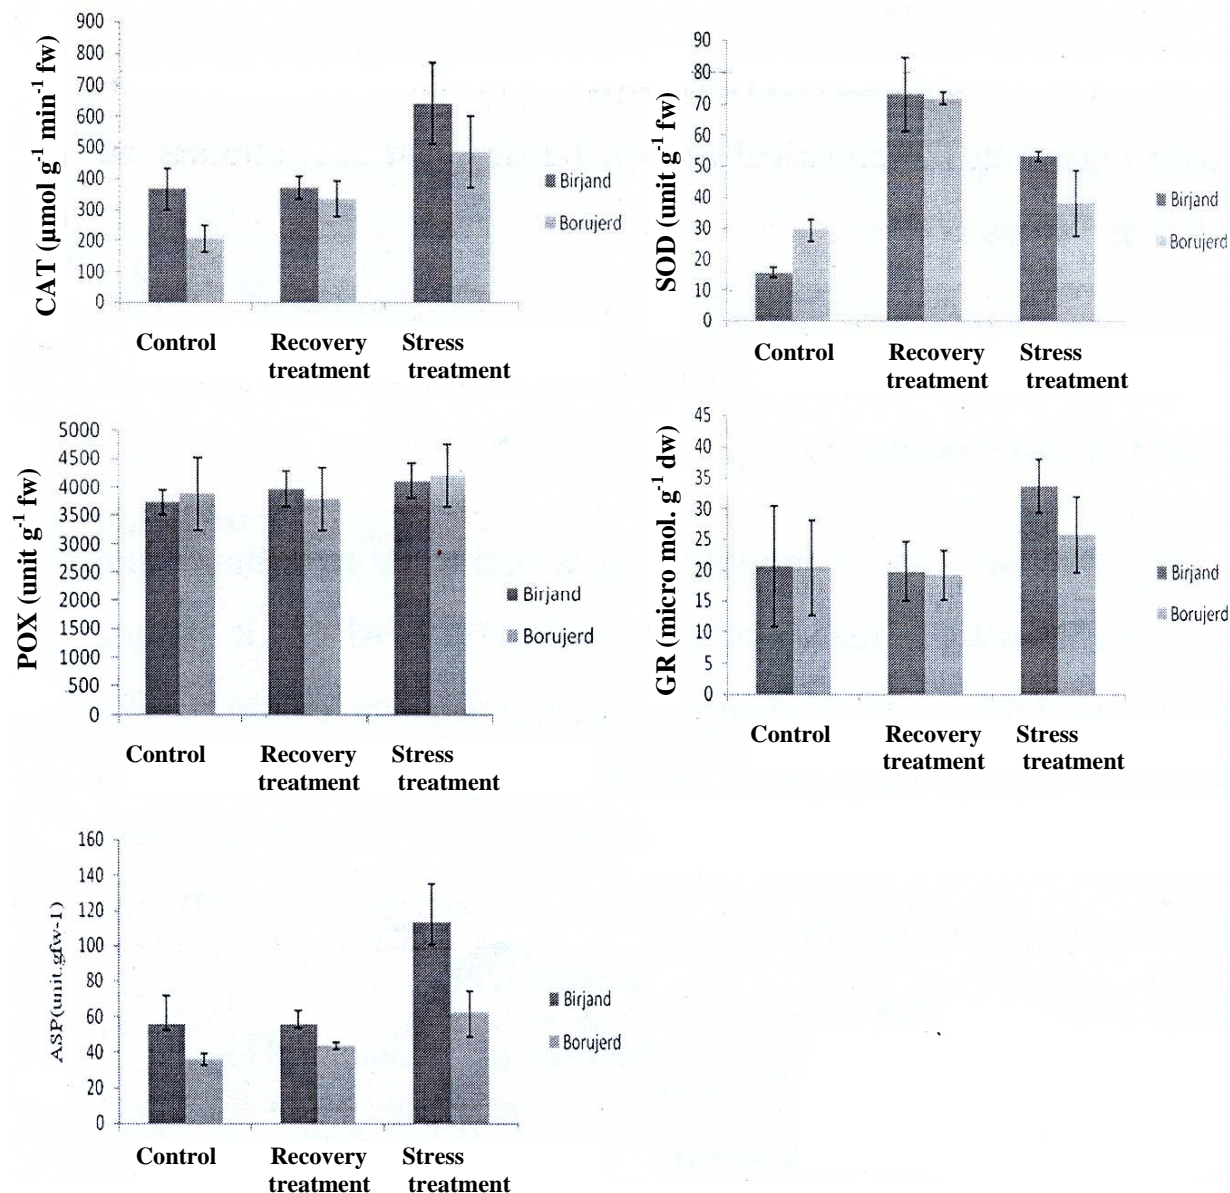 CAT (µmol g-1 min-1 fw)
900
800
700
600
500
400
300
200
100
0
Control
Recovery treatment
Stress treatment
Birjand
Borujerd
SOD (unit g-1 fw)
90
80
70
60
50
40
30
20
10
0
Control
Recovery treatment
Stress treatment
Birjand
Borujerd
POX (unit g-1 fw)
5000
4500
4000
3500
3000
2500
2000
1500
1000
500
0
Control
Recovery treatment
Stress treatment
Birjand
Borujerd
GR (micro mol. g-1 dw)
45
40
35
30
25
20
15
10
5
0
Control
Recovery treatment
Stress treatment
Birjand
Borujerd
ASP(unit.gfw-1)
160
140
120
100
80
60
40
20
0
Control
Recovery treatment
Stress treatment
Birjand
Borujerd